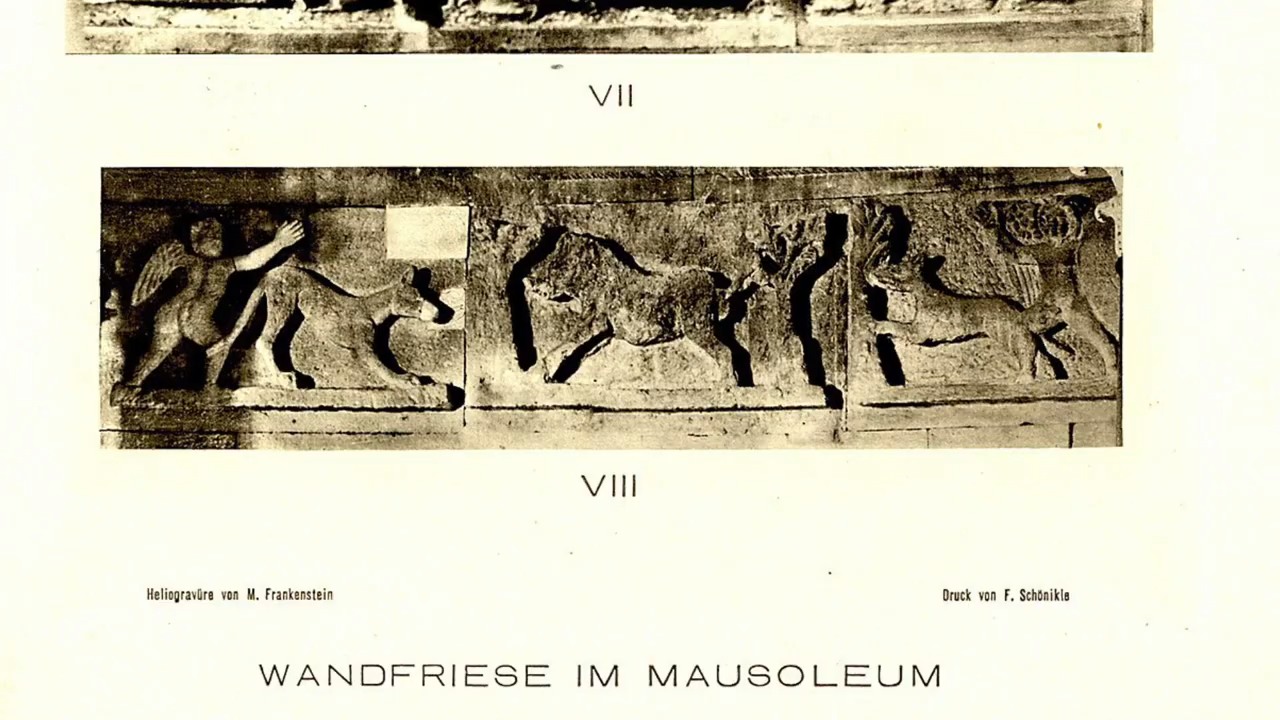 VII
VIII
Heliogravüre von M. Frankenstein
Druck von F. Schönikle
WANDFRIESE IM MAUSOLEUM